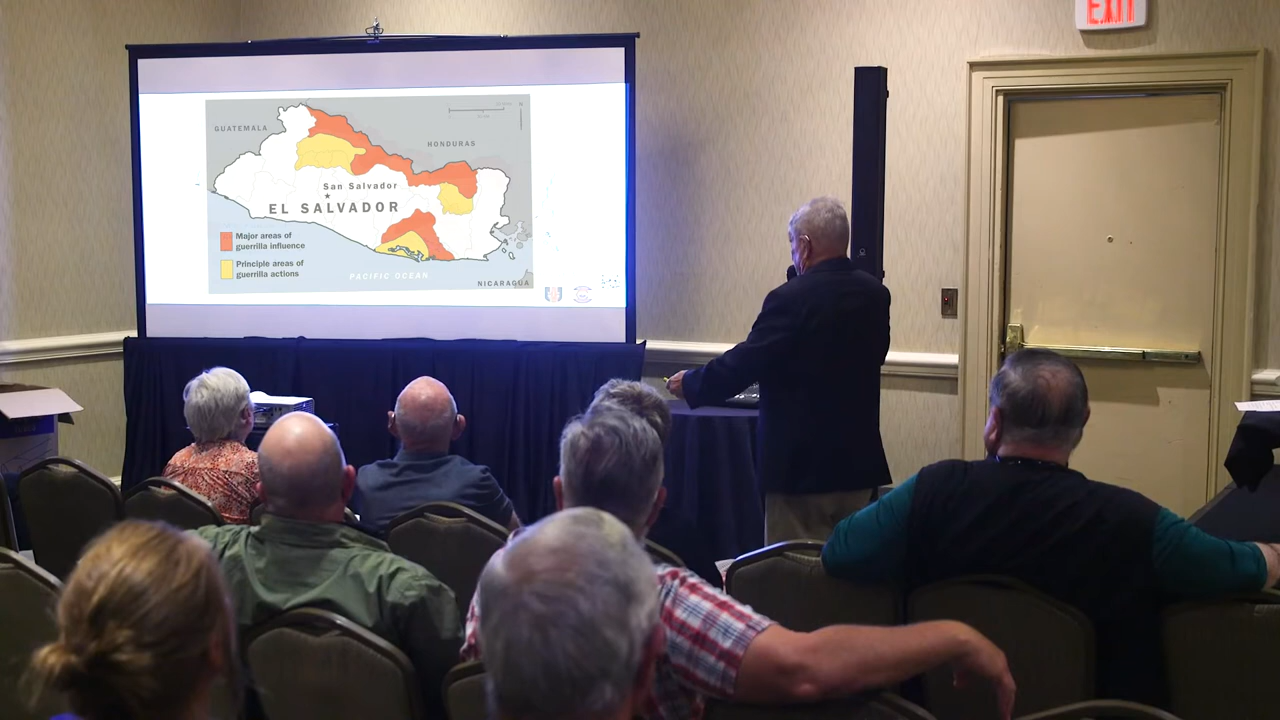 EXIT
GUATEMALA
HONDURAS
San Salvador
EL SALVADOR
Major areas of
guerrilla influence
Principle areas of
guerrilla actions
PACIFIC OCEAN
NICARAGUA